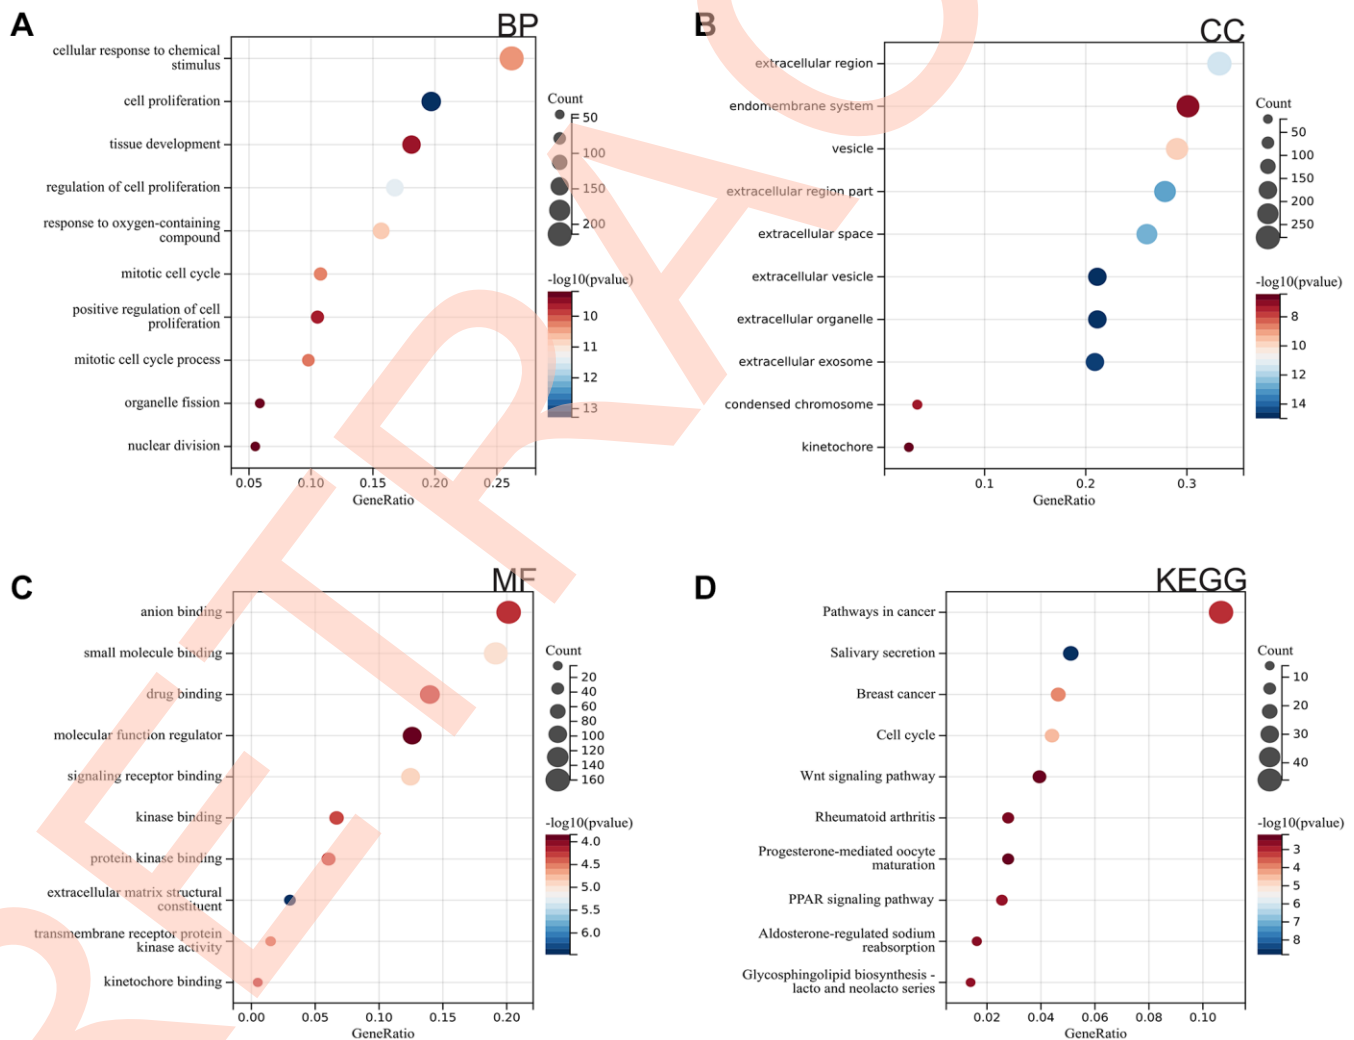 A
BP
cellular response to chemical
stimulus
cell proliferation
tissue development
regulation of cell proliferation
response to oxygen-containing
compound
mitotic cell cycle
positive regulation of cell
proliferation
mitotic cell cycle process
organelle fission
nuclear division
0.05 0.10 0.15 0.20 0.25
GeneRatio
Count
50
100
150
200
-log10(pvalue)
10
11
12
13
B
CC
extracellular region
endomembrane system
vesicle
extracellular region part
extracellular space
extracellular vesicle
extracellular organelle
extracellular exosome
condensed chromosome
kinetochore
0.1 0.2 0.3
GeneRatio
Count
50
100
150
200
250
-log10(pvalue)
8
10
12
14
C
MF
anion binding
small molecule binding
drug binding
molecular function regulator
signaling receptor binding
kinase binding
protein kinase binding
extracellular matrix structural
constituent
transmembrane receptor protein
kinase activity
kinetochore binding
0.00 0.05 0.10 0.15 0.20
GeneRatio
Count
20
40
60
80
100
120
140
160
-log10(pvalue)
4.0
4.5
5.0
5.5
6.0
D
KEGG
Pathways in cancer
Salivary secretion
Breast cancer
Cell cycle
Wnt signaling pathway
Rheumatoid arthritis
Progesterone-mediated oocyte
maturation
PPAR signaling pathway
Aldosterone-regulated sodium
reabsorption
Glycosphingolipid biosynthesis -
lacto and neolacto series
0.02 0.04 0.06 0.08 0.10
GeneRatio
Count
10
20
30
40
-log10(pvalue)
3
4
5
6
7
8
RETRAC